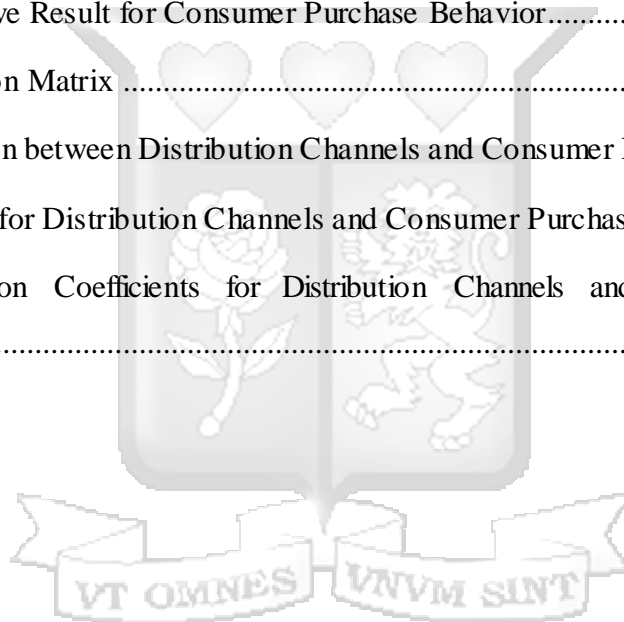 ve Result for Consumer Purchase Behavior..........
on Matrix ..........................................................................
n between Distribution Channels and Consumer
for Distribution Channels and Consumer Purchas
on Coefficients for Distribution Channels and
..........................................................................................
VT OMNES VNVM SINT